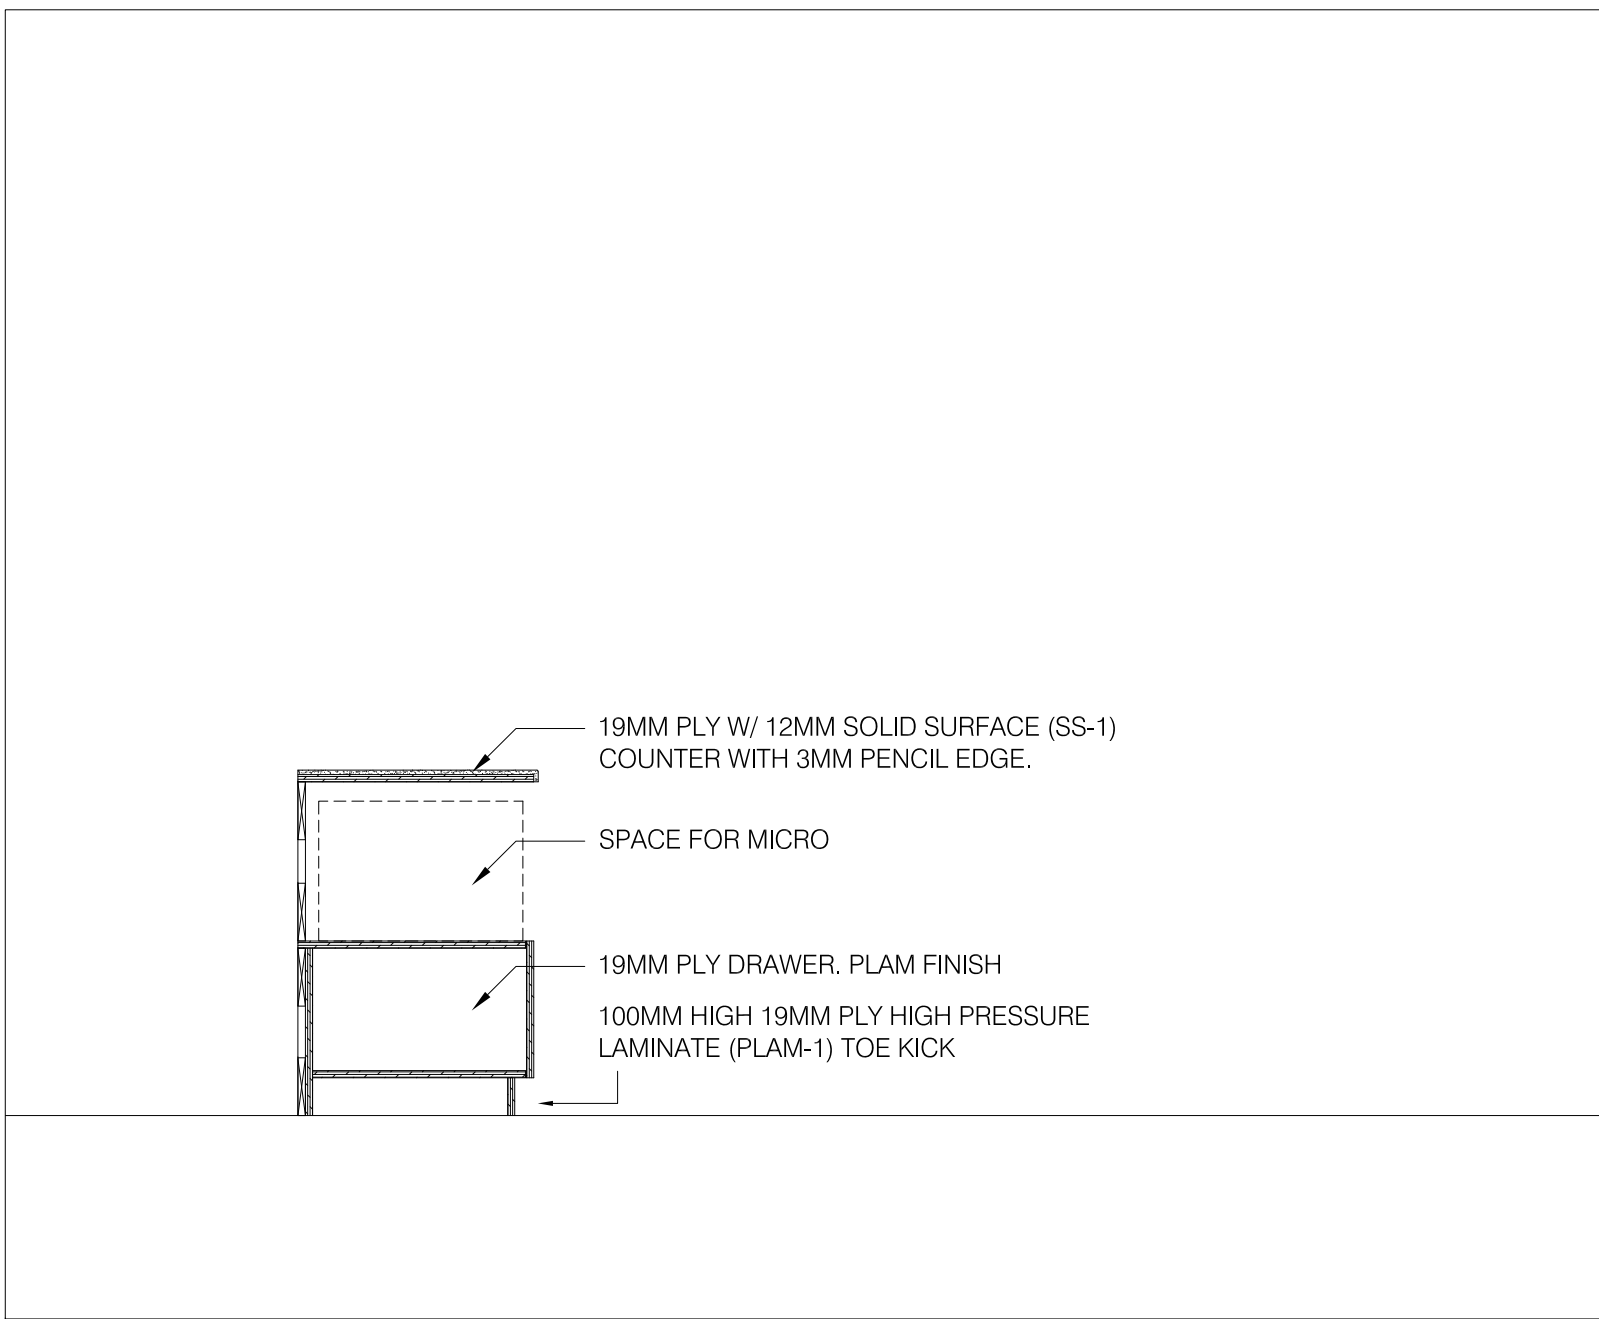 19MM PLY W/ 12MM SOLID SURFACE (SS-1)
COUNTER WITH 3MM PENCIL EDGE.
SPACE FOR MICRO
19MM PLY DRAWER. PLAM FINISH
100MM HIGH 19MM PLY HIGH PRESSURE
LAMINATE (PLAM-1) TOE KICK